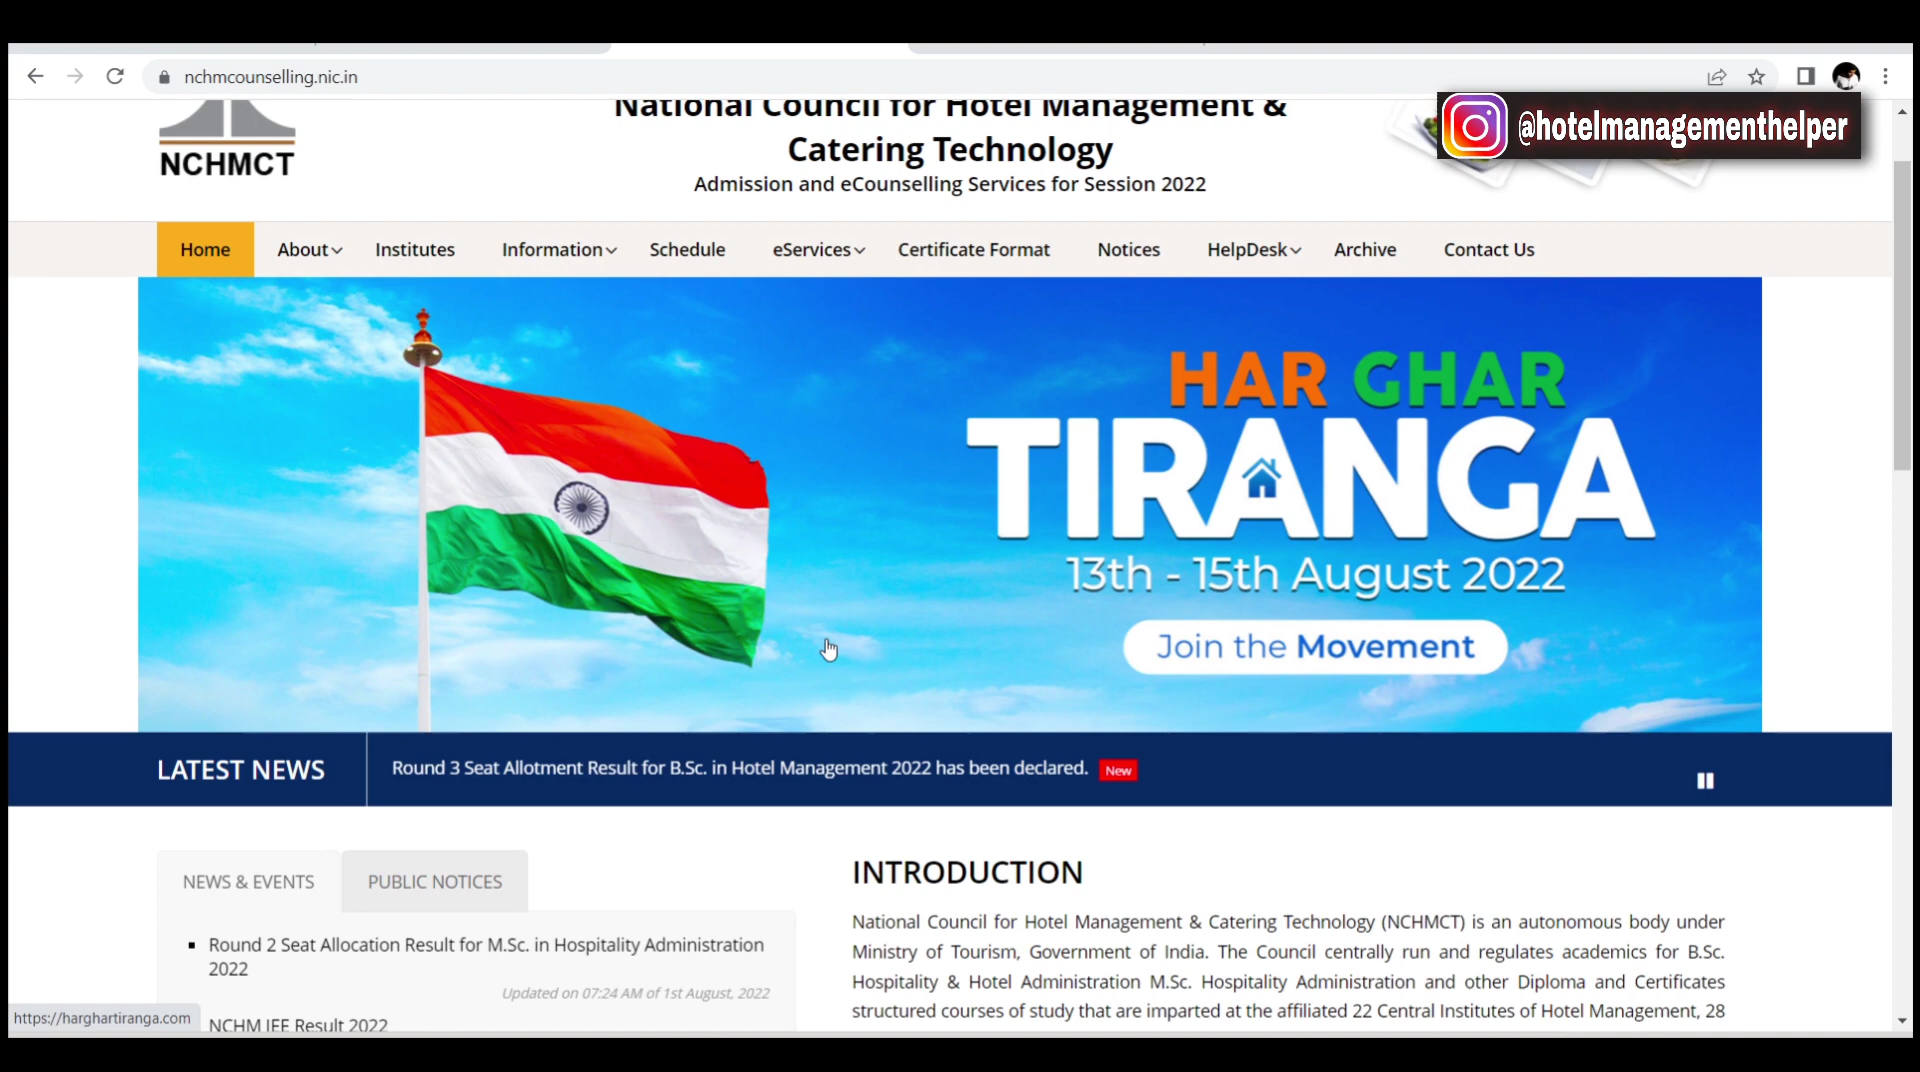 nchmcounselling.nic.in
National Council for Hotel Management &
Catering Technology
Admission and eCounselling Services for Session 2022
NCHMCT
@hotelmanagementhelper
Home About Institutes Information Schedule eServices Certificate Format Notices HelpDesk Archive Contact Us
HAR GHAR
TIRANGA
13th - 15th August 2022
Join the Movement
LATEST NEWS
Round 3 Seat Allotment Result for B.Sc. in Hotel Management 2022 has been declared. New
NEWS & EVENTS PUBLIC NOTICES
Round 2 Seat Allocation Result for M.Sc. in Hospitality Administration
2022
Updated on 07:24 AM of 1st August, 2022
NCHM JEE Result 2022
INTRODUCTION
National Council for Hotel Management & Catering Technology (NCHMCT) is an autonomous body under
Ministry of Tourism, Government of India. The Council centrally run and regulates academics for B.Sc.
Hospitality & Hotel Administration M.Sc. Hospitality Administration and other Diploma and Certificates
structured courses of study that are imparted at the affiliated 22 Central Institutes of Hotel Management, 28
https://harghartiranga.com